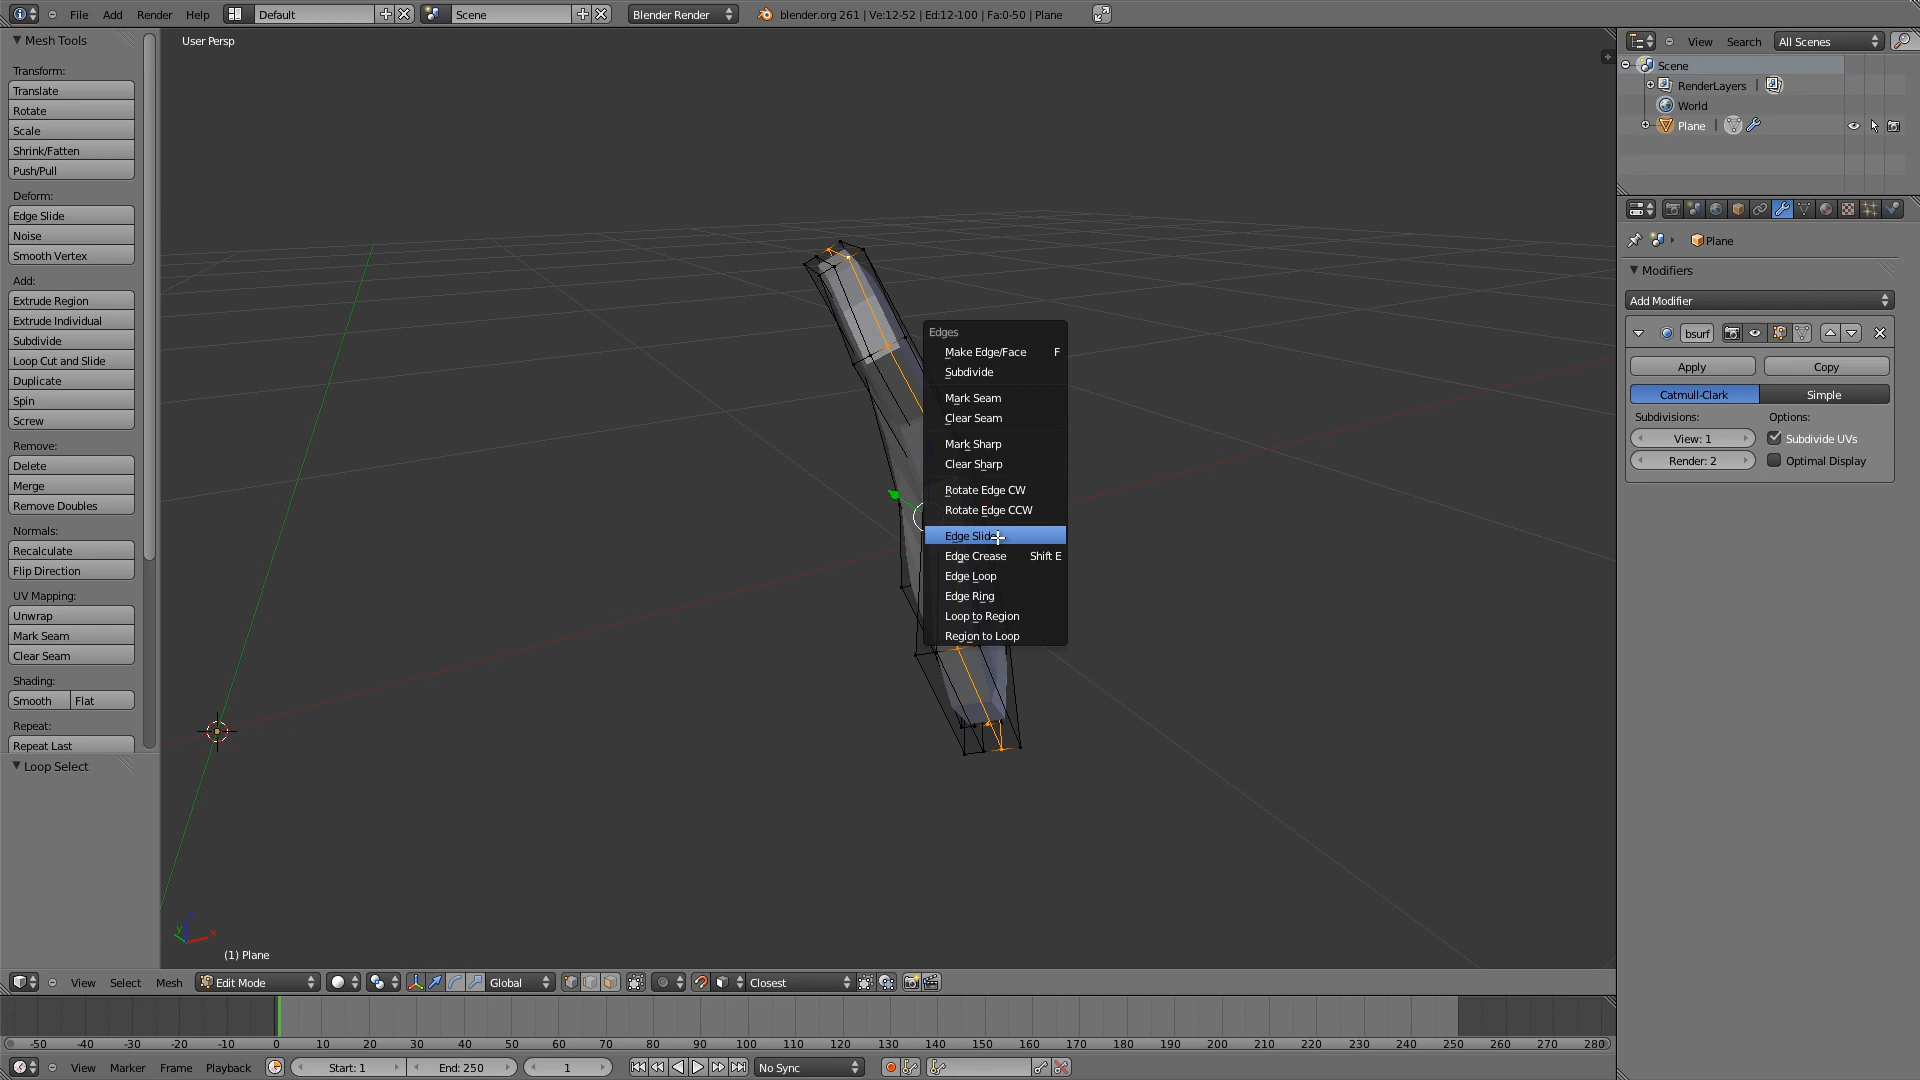 File Add Render Help Default Scene Blender Render blender.org 261 | Ve:12-52 | Ed:12-100 | Fa:0-50 | Plane
Mesh Tools
Transform:
Translate
Rotate
Scale
Shrink/Fatten
Push/Pull
Deform:
Edge Slide
Noise
Smooth Vertex
Add:
Extrude Region
Extrude Individual
Subdivide
Loop Cut and Slide
Duplicate
Spin
Screw
Remove:
Delete
Merge
Remove Doubles
Normals:
Recalculate
Flip Direction
UV Mapping:
Unwrap
Mark Seam
Clear Seam
Shading:
Smooth Flat
Repeat:
Repeat Last
Loop Select
User Persp
Edges
Make Edge/Face F
Subdivide
Mark Seam
Clear Seam
Mark Sharp
Clear Sharp
Rotate Edge CW
Rotate Edge CCW
Edge Slide
Edge Crease Shift E
Edge Loop
Edge Ring
Loop to Region
Region to Loop
y x
(1) Plane
View Search All Scenes
Scene
RenderLayers |
World
Plane |
Plane
Modifiers
Add Modifier
bsurf
Apply Copy
Catmull-Clark Simple
Subdivisions: Options:
View: 1 Subdivide UVs
Render: 2 Optimal Display
View Select Mesh Edit Mode Global Closest
-50 -40 -30 -20 -10 0 10 20 30 40 50 60 70 80 90 100 110 120 130 140 150 160 170 180 190 200 210 220 230 240 250 260 270 280
View Marker Frame Playback Start: 1 End: 250 1 No Sync